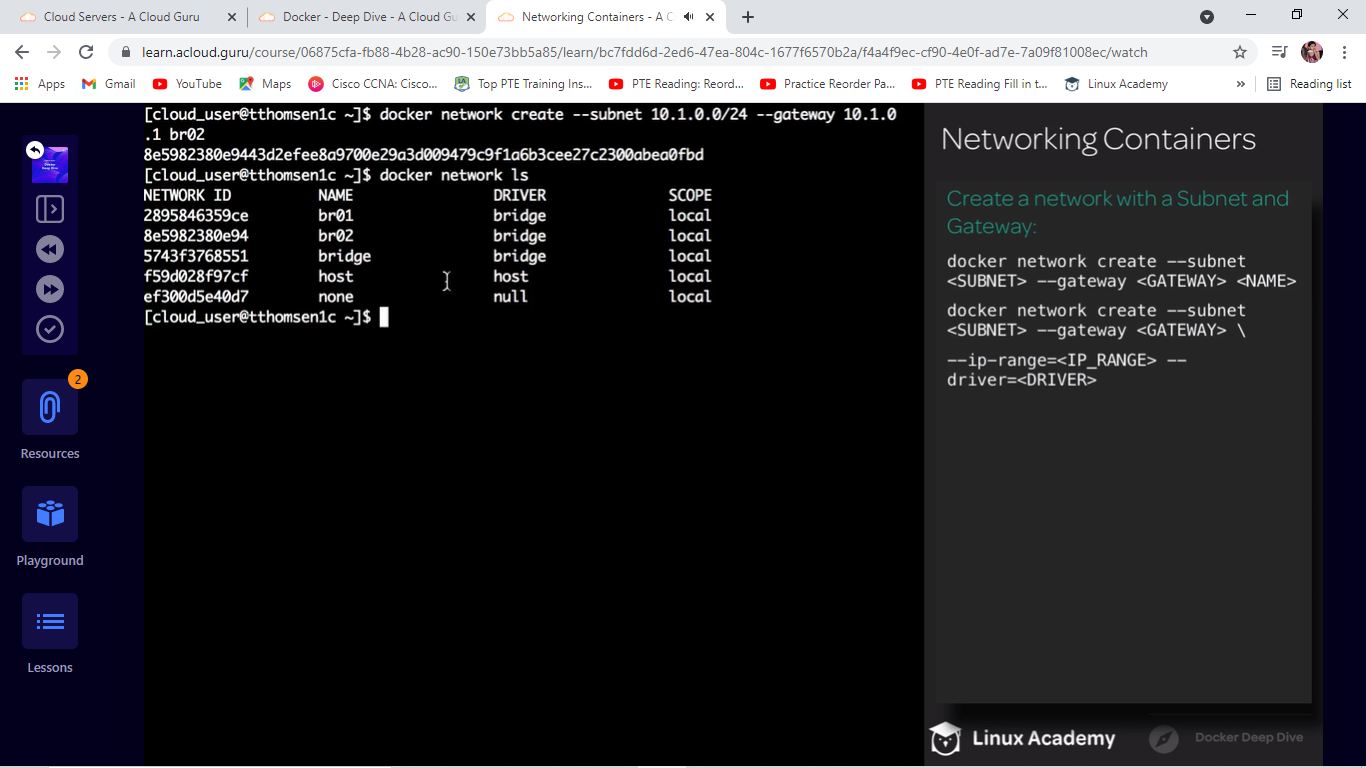 Cloud Servers - A Cloud Guru
Docker - Deep Dive - A Cloud Gu
Networking Containers - A C
learn.acloud.guru/course/06875cfa-fb88-4b28-ac90-150e73bb5a85/learn/bc7fdd6d-2ed6-47ea-804c-1677f6570b2a/f4a4f9ec-cf90-4e0f-ad7e-7a09f81008ec/watch
Apps
Gmail
YouTube
Maps
Cisco CCNA: Cisco...
Top PTE Training Ins...
PTE Reading: Reord...
Practice Reorder Pa...
PTE Reading Fill in t...
Linux Academy
»
Reading list
2
Resources
Playground
Lessons
[cloud_user@tthomsen1c ~]$ docker network create --subnet 10.1.0.0/24 --gateway 10.1.0
.1 br02
8e5982380e9443d2efee8a9700e29a3d009479c9f1a6b3cee27c2300abea0fbd
[cloud_user@tthomsen1c ~]$ docker network ls
NETWORK ID NAME DRIVER SCOPE
2895846359ce br01 bridge local
8e5982380e94 br02 bridge local
5743f3768551 bridge bridge local
f59d028f97cf host host local
ef300d5e40d7 none null local
[cloud_user@tthomsen1c ~]$
Networking Containers
Create a network with a Subnet and
Gateway:
docker network create --subnet
<SUBNET> --gateway <GATEWAY> <NAME>
docker network create --subnet
<SUBNET> --gateway <GATEWAY> \
--ip-range=<IP_RANGE> --
driver=<DRIVER>
Linux Academy
Docker Deep Dive